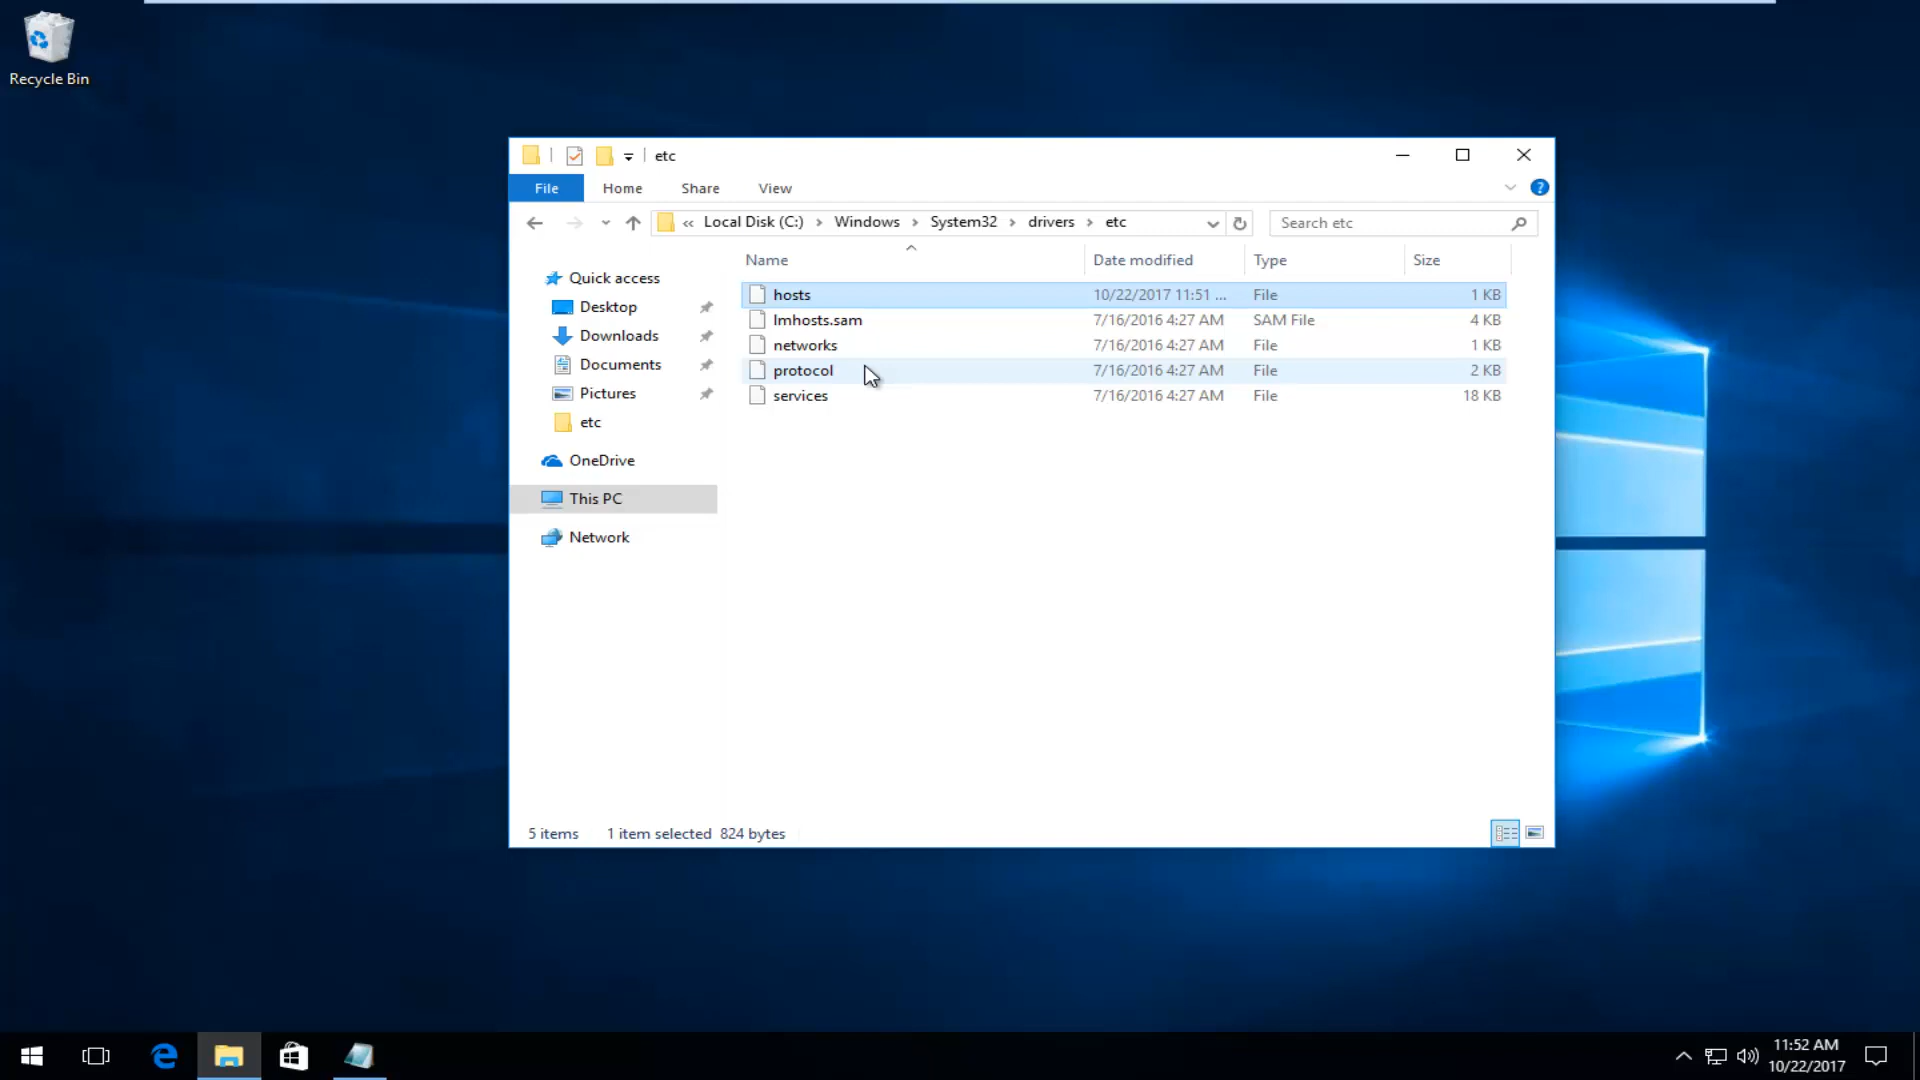 Recycle Bin
etc
File Home Share View
« Local Disk (C:) > Windows > System32 > drivers > etc
Search etc
Name Date modified Type Size
Quick access
Desktop
Downloads
Documents
Pictures
etc
OneDrive
This PC
Network
hosts 10/22/2017 11:51 ... File 1 KB
lmhosts.sam 7/16/2016 4:27 AM SAM File 4 KB
networks 7/16/2016 4:27 AM File 1 KB
protocol 7/16/2016 4:27 AM File 2 KB
services 7/16/2016 4:27 AM File 18 KB
5 items 1 item selected 824 bytes
11:52 AM
10/22/2017